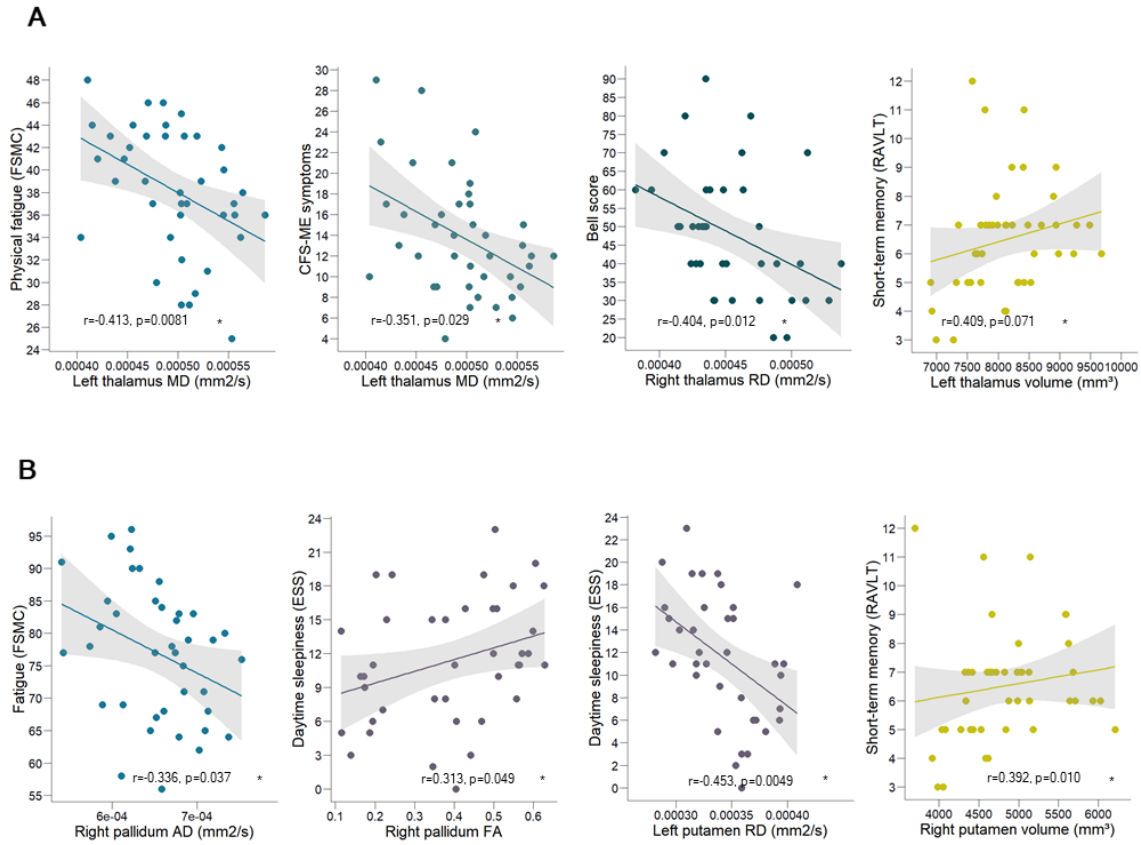 A
Physical fatigue (FSMC)
48
46
44
42
40
38
36
34
32
30
28
26
24
r=-0.413, p=0.0081 *
0.00040 0.00045 0.00050 0.00055
Left thalamus MD (mm2/s)
CFS-ME symptoms
30
28
26
24
22
20
18
16
14
12
10
8
6
4
r=-0.351, p=0.029 *
0.00040 0.00045 0.00050 0.00055
Left thalamus MD (mm2/s)
Bell score
90
85
80
75
70
65
60
55
50
45
40
35
30
25
20
r=-0.404, p=0.012 *
0.00040 0.00045 0.00050
Right thalamus RD (mm2/s)
Short-term memory (RAVLT)
12
11
10
9
8
7
6
5
4
3
r=0.409, p=0.071 *
7000 7500 8000 8500 9000 9500 10000
Left thalamus volume (mm³)
B
Fatigue (FSMC)
95
90
85
80
75
70
65
60
55
r=-0.336, p=0.037 *
6e-04 7e-04
Right pallidum AD (mm2/s)
Daytime sleepiness (ESS)
24
21
18
15
12
9
6
3
0
r=0.313, p=0.049 *
0.1 0.2 0.3 0.4 0.5 0.6
Right pallidum FA
Daytime sleepiness (ESS)
24
22
20
18
16
14
12
10
8
6
4
2
0
r=-0.453, p=0.0049 *
0.00030 0.00035 0.00040
Left putamen RD (mm2/s)
Short-term memory (RAVLT)
12
11
10
9
8
7
6
5
4
3
r=0.392, p=0.010 *
4000 4500 5000 5500 6000
Right putamen volume (mm³)